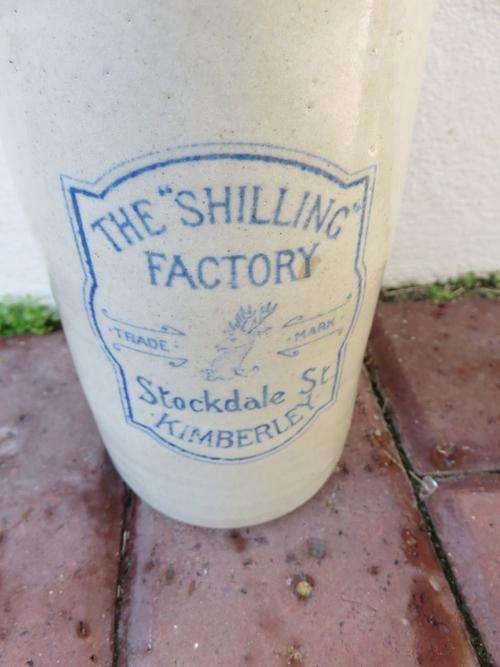 THE "SHILLING"
FACTORY
TRADE MARK
Stockdale St
KIMBERLEY